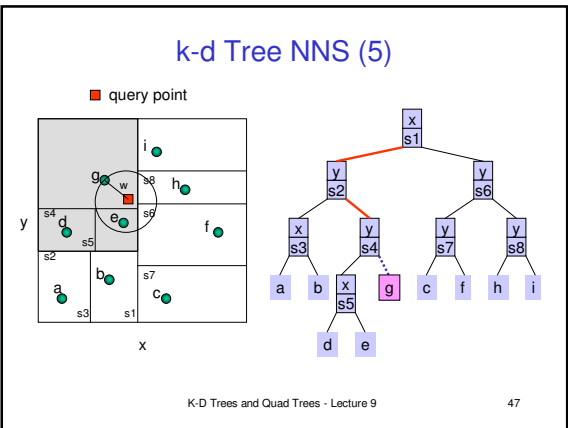 k-d Tree NNS (5)
query point
x
s1
i
y
s2
y
s6
g
w
s8
h
s4
d
e
s6
f
x
s3
y
s4
y
s7
y
s8
y
s5
s2
a
b
x
s5
g
c
f
h
i
a
b
s7
c
s3
s1
d
e
x
K-D Trees and Quad Trees - Lecture 9
47